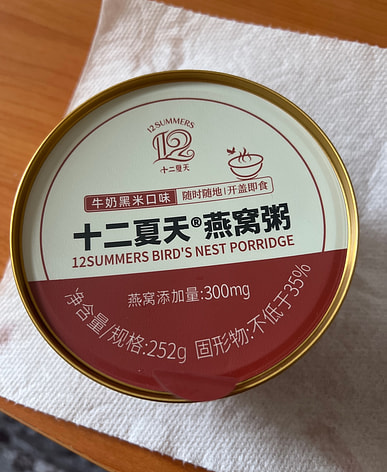 12 SUMMERS
12
十二夏天
牛奶黑米口味
随时随地|开盖即食
十二夏天®燕窝粥
12SUMMERS BIRD'S NEST PORRIDGE
燕窝添加量:300mg
净含量/规格:252g 固形物:不低于35%